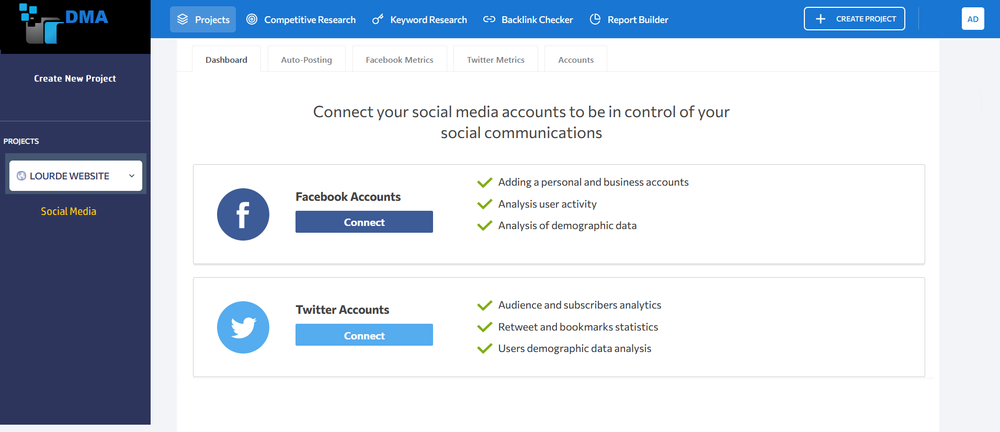 DMA
Projects
Competitive Research
Keyword Research
Backlink Checker
Report Builder
CREATE PROJECT
AD
Create New Project
PROJECTS
LOURDE WEBSITE
Social Media
Dashboard
Auto-Posting
Facebook Metrics
Twitter Metrics
Accounts
Connect your social media accounts to be in control of your
social communications
Facebook Accounts
Connect
Adding a personal and business accounts
Analysis user activity
Analysis of demographic data
Twitter Accounts
Connect
Audience and subscribers analytics
Retweet and bookmarks statistics
Users demographic data analysis